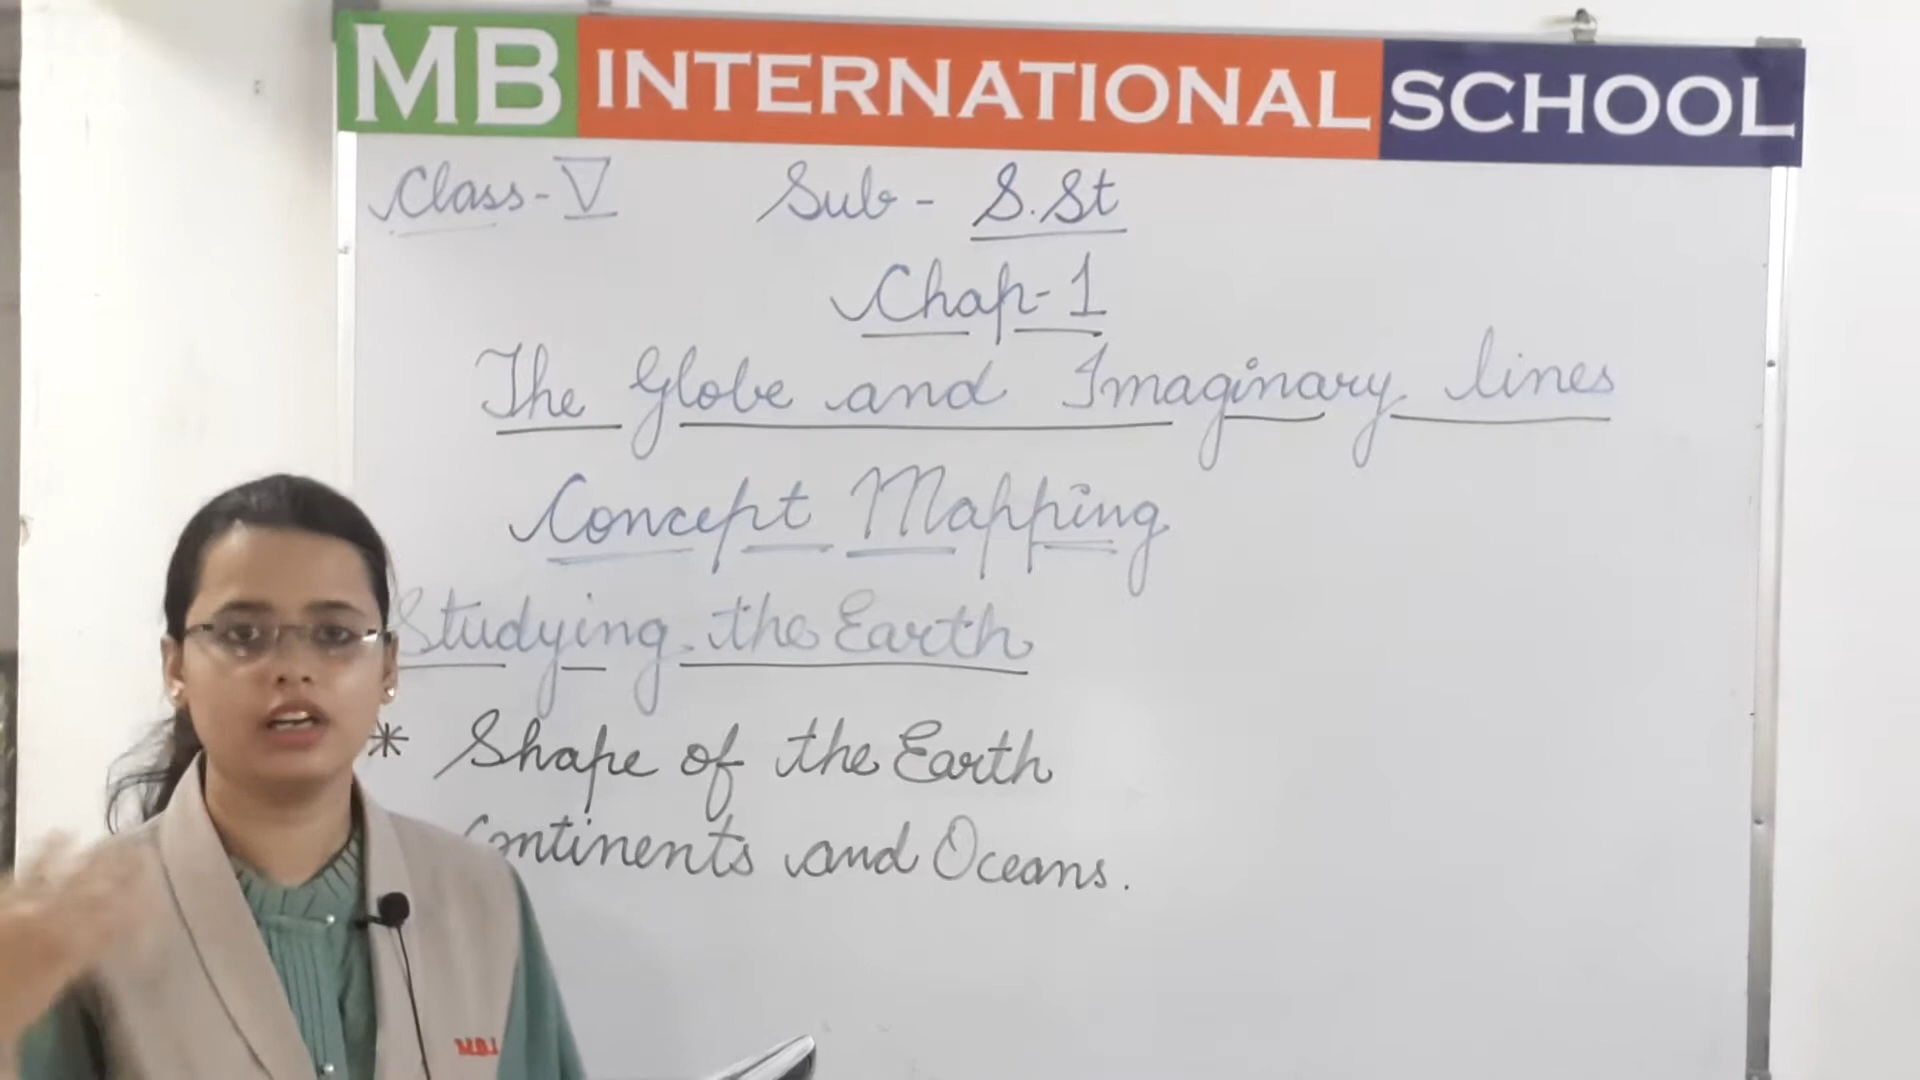 MB INTERNATIONAL SCHOOL
Class-V Sub - S.St
Chap-1
The Globe and Imaginary lines
Concept Mapping
Studying the Earth
* Shape of the Earth
Continents and Oceans.